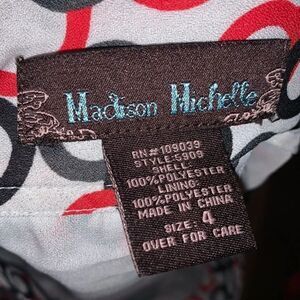 Madison Michelle
RN#109039
STYLE-5909
SHELL:
100%POLYESTER
LINING:
100%POLYESTER
MADE IN CHINA
SIZE: 4
OVER FOR CARE